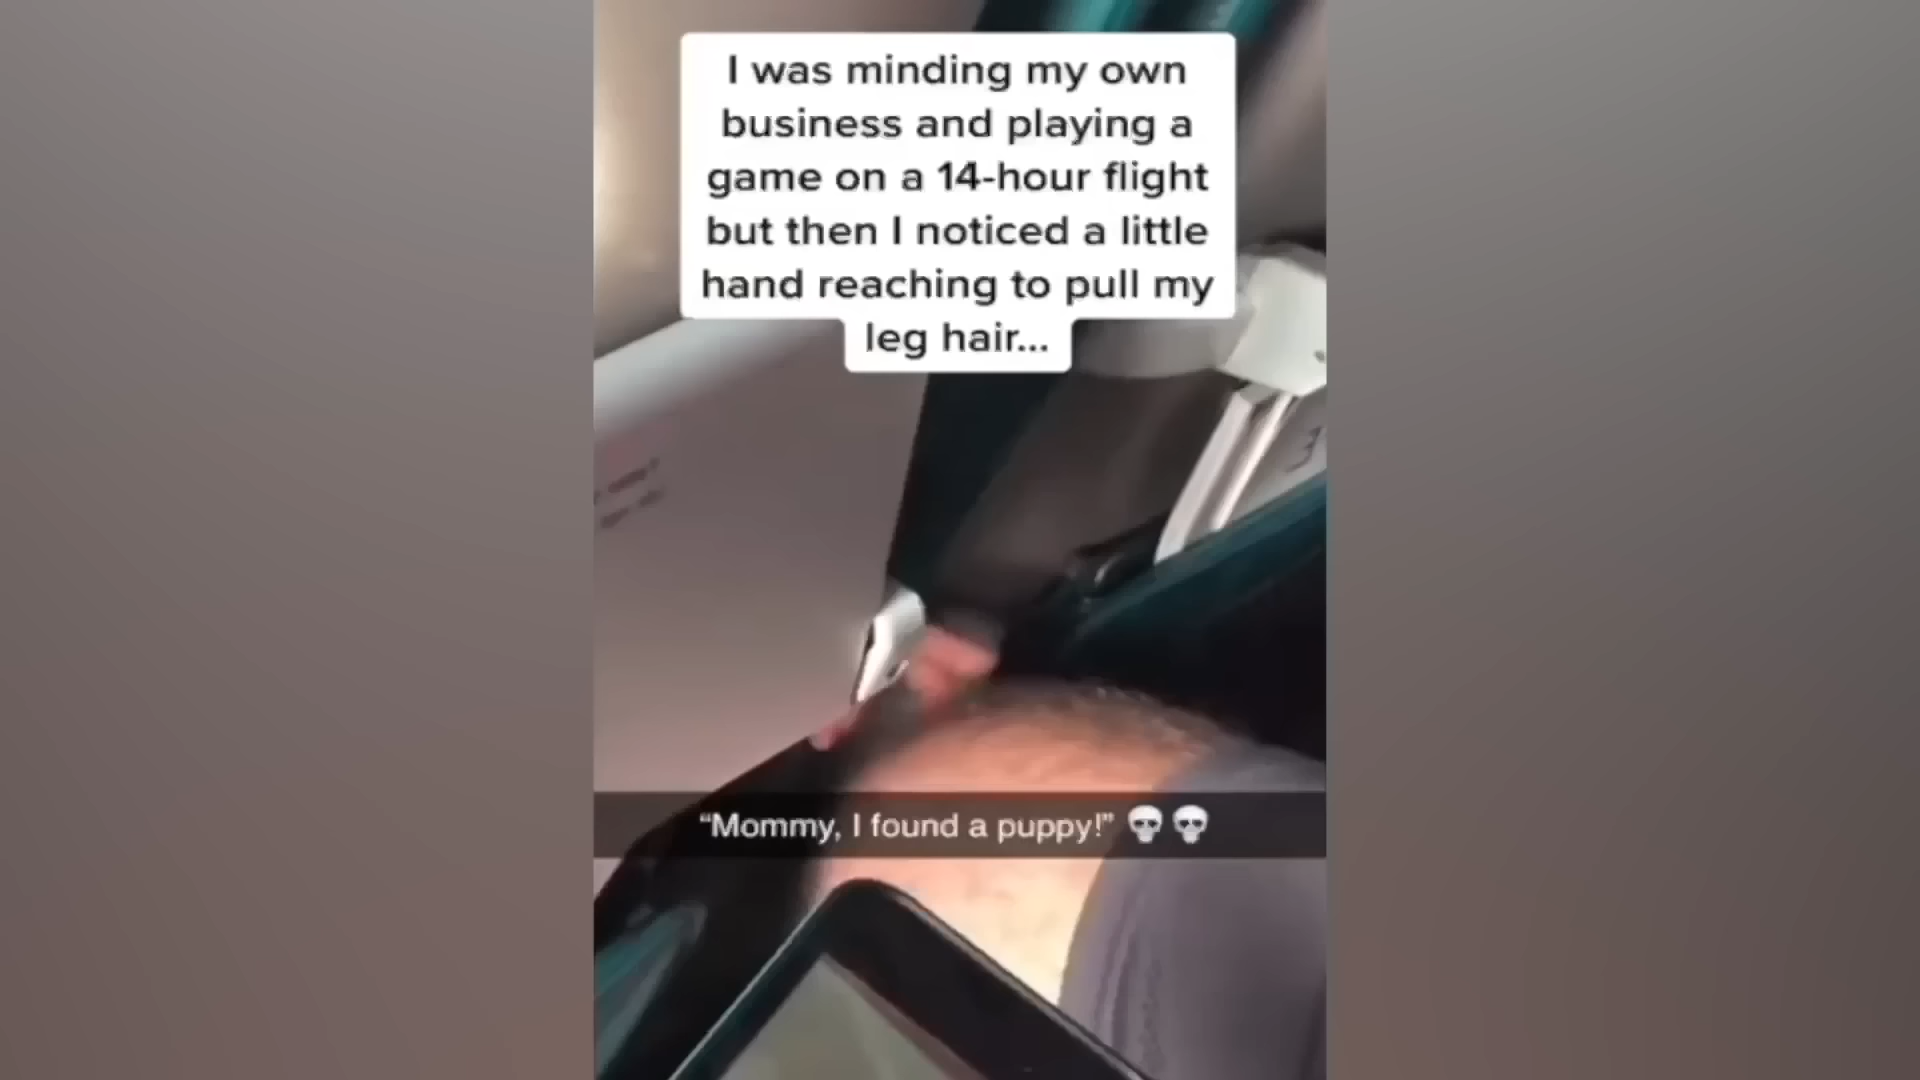 I was minding my own
business and playing a
game on a 14-hour flight
but then I noticed a little
hand reaching to pull my
leg hair...
“Mommy, I found a puppy!” 💀💀